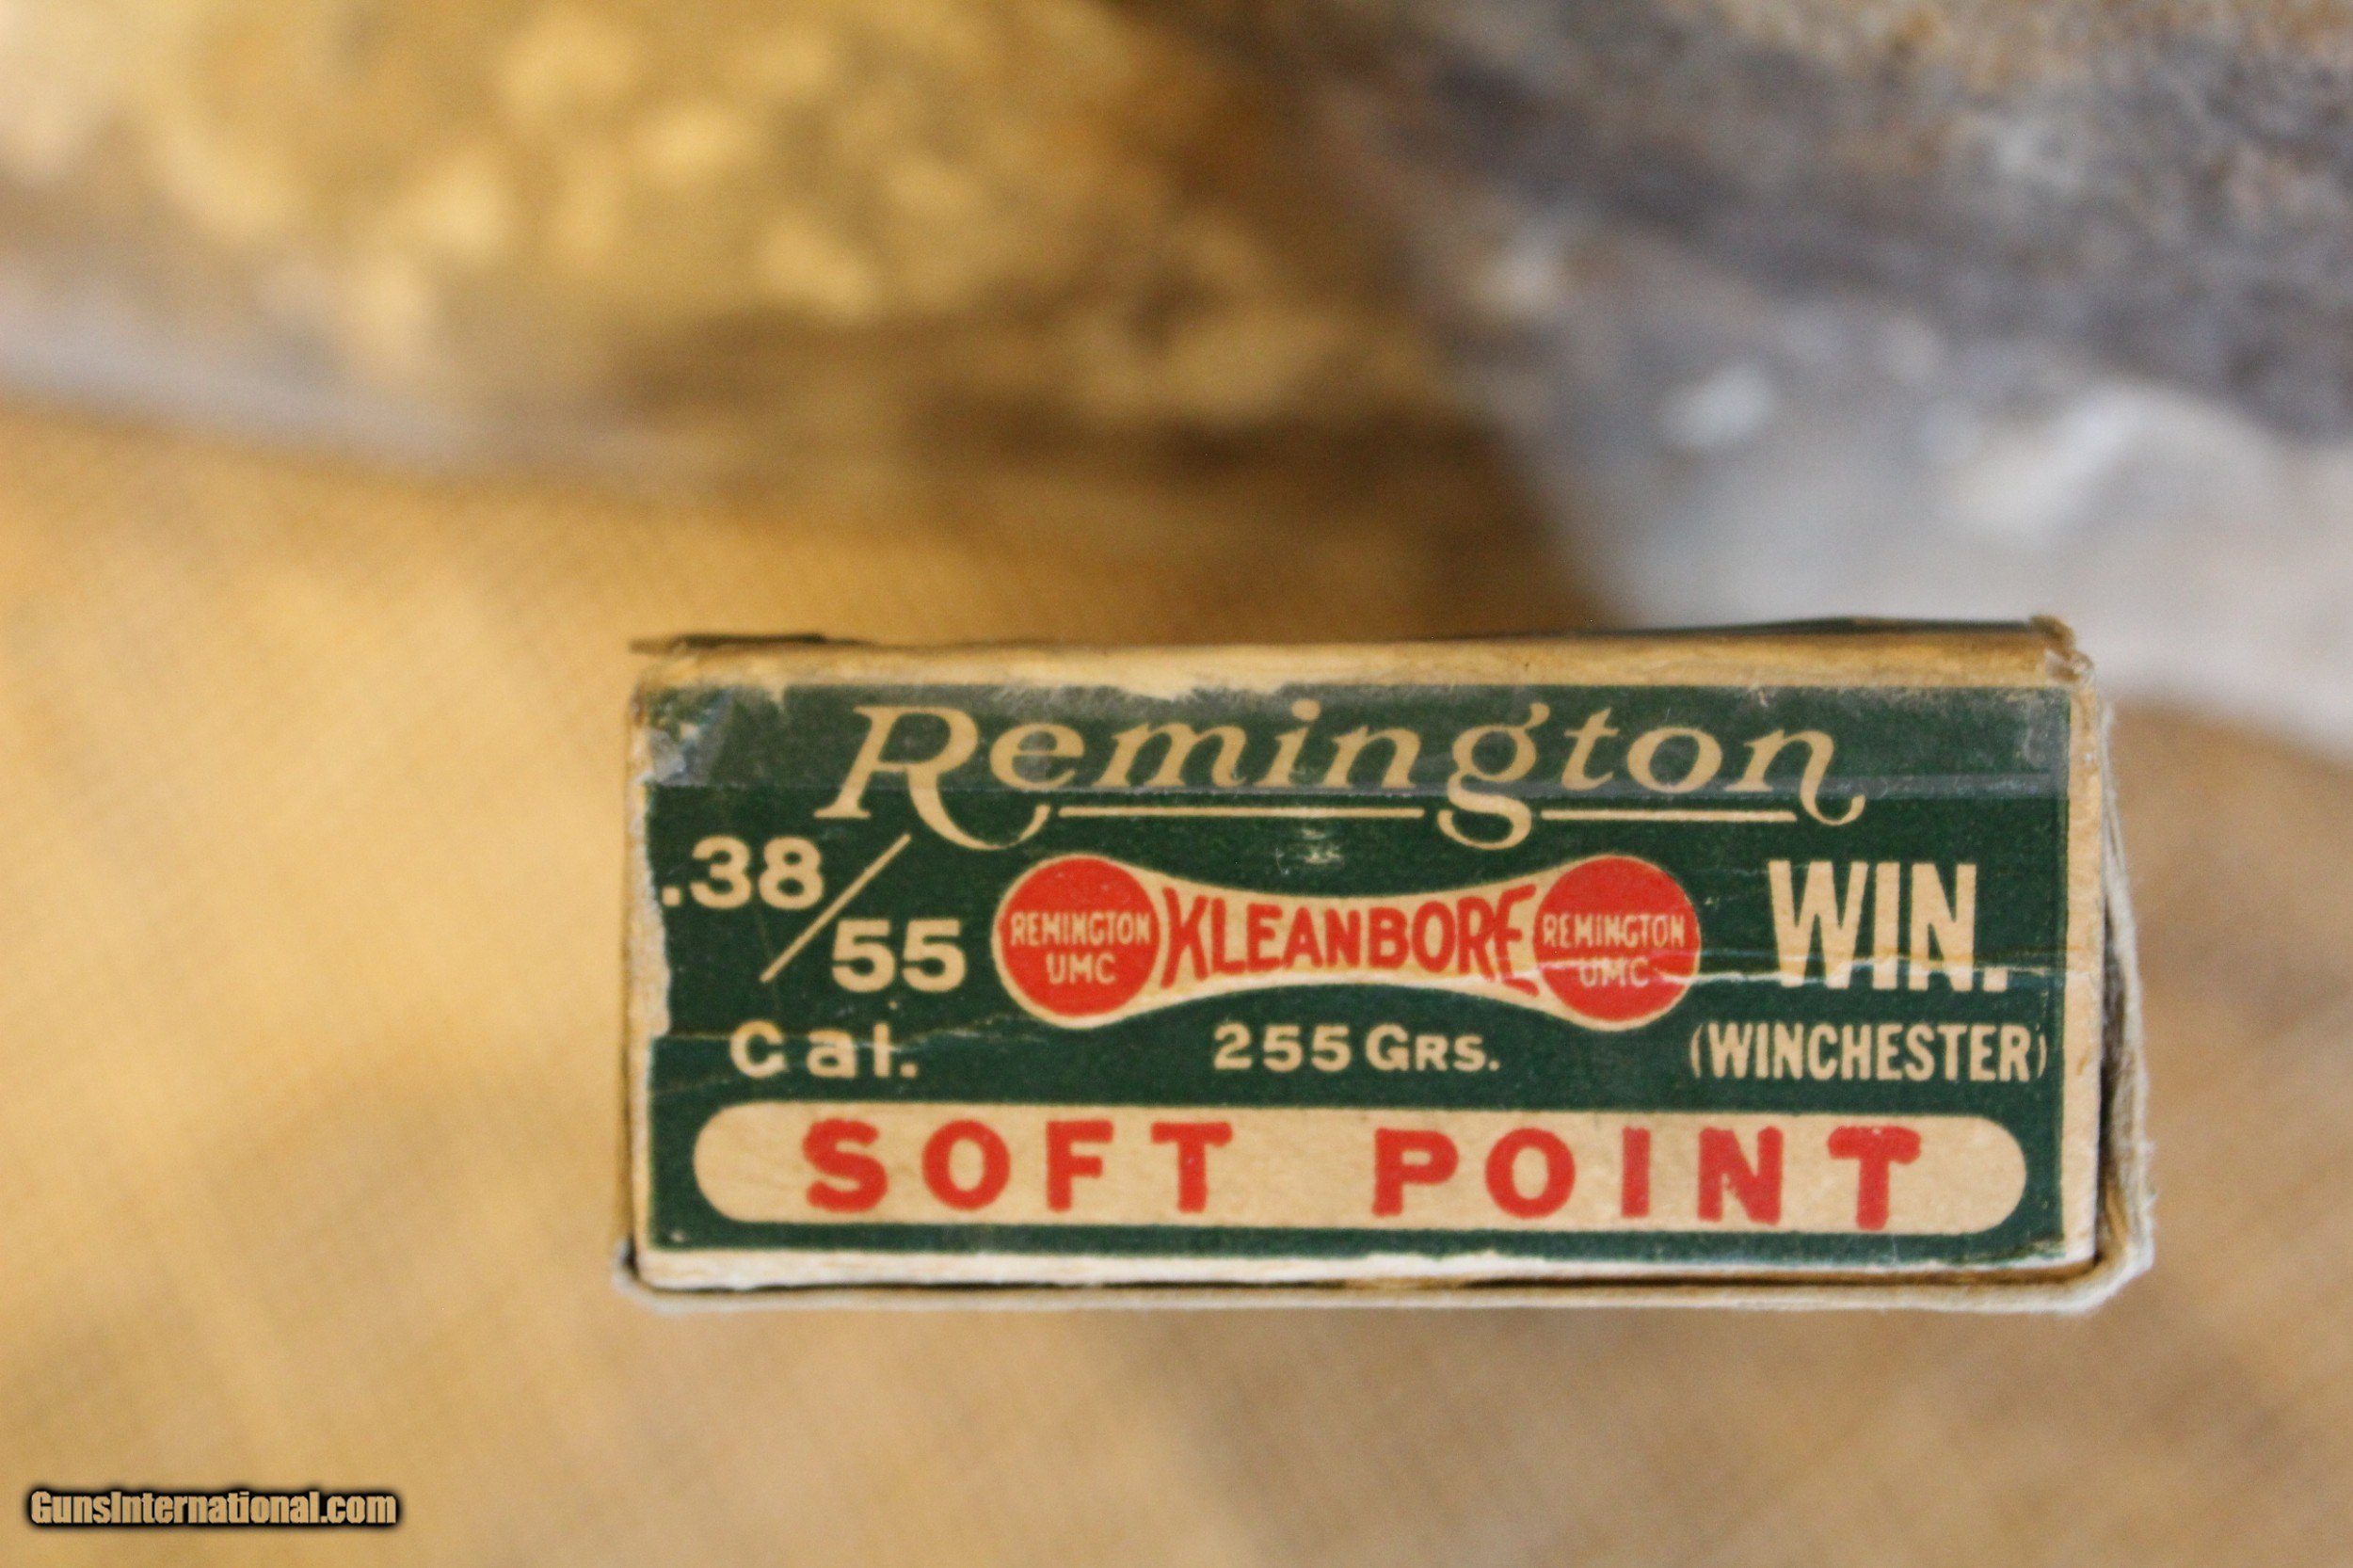 Remington
.38/55
REMINGTON UMC KLEANBORE REMINGTON UMC
WIN.
Cal.
255 GRS.
(WINCHESTER)
SOFT POINT
GunsInternational.com